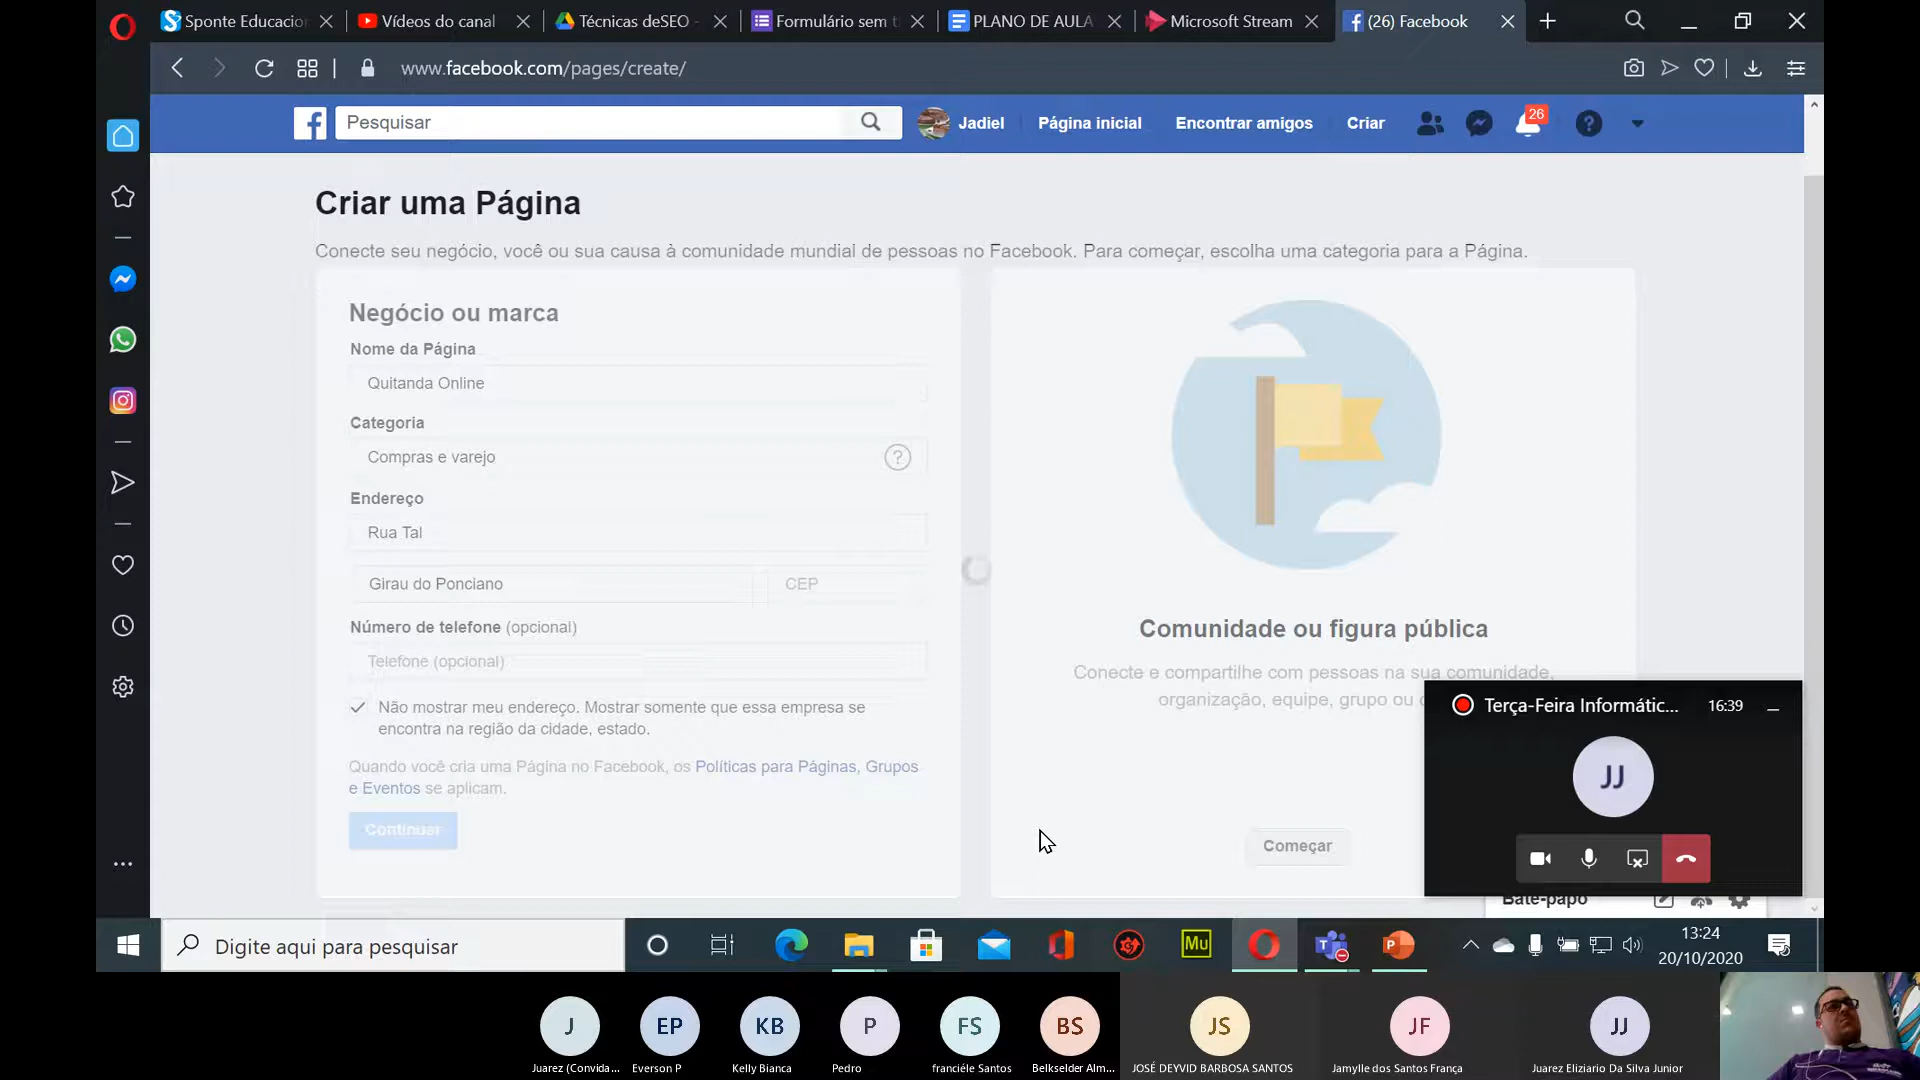 Sponte Educacion
Vídeos do canal
Técnicas deSEO -
Formulário sem t
PLANO DE AULA
Microsoft Stream
(26) Facebook
www.facebook.com/pages/create/
Pesquisar
Jadiel
Página inicial
Encontrar amigos
Criar
26
Criar uma Página
Conecte seu negócio, você ou sua causa à comunidade mundial de pessoas no Facebook. Para começar, escolha uma categoria para a Página.
Negócio ou marca
Nome da Página
Quitanda Online
Categoria
Compras e varejo
?
Endereço
Rua Tal
Girau do Ponciano
CEP
Número de telefone (opcional)
Telefone (opcional)
Não mostrar meu endereço. Mostrar somente que essa empresa se
encontra na região da cidade, estado.
Quando você cria uma Página no Facebook, os Políticas para Páginas, Grupos
e Eventos se aplicam.
Continuar
Comunidade ou figura pública
Conecte e compartilhe com pessoas na sua comunidade,
organização, equipe, grupo ou
Começar
Terça-Feira Informátic...
16:39
JJ
Bate-papo
Digite aqui para pesquisar
Mu
13:24
20/10/2020
J
EP
KB
P
FS
BS
JS
JF
JJ
Juarez (Convida...
Everson P
Kelly Bianca
Pedro
franciéle Santos
Belkselder Alm...
JOSÉ DEYVID BARBOSA SANTOS
Jamylle dos Santos França
Juarez Eliziario Da Silva Junior